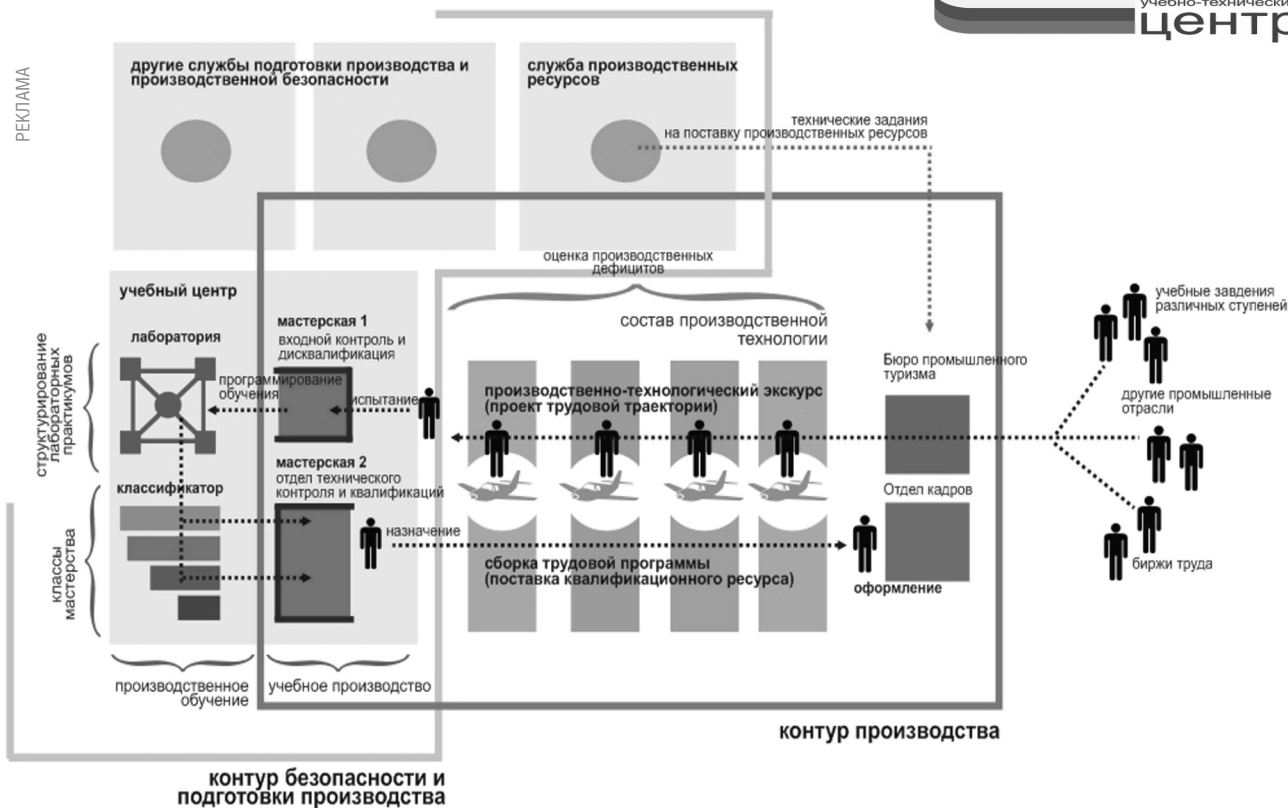 учебно-технический
центр
РЕКЛАМА
другие службы подготовки производства и
производственной безопасности
служба производственных
ресурсов
технические задания
на поставку производственных ресурсов
оценка производственных
дефицитов
учебный центр
лаборатория
мастерская 1
входной контроль и
дисквалификация
состав производственной
технологии
учебные завдения
различных ступеней
Бюро промышленного
туризма
структурирование
лабораторных
практикумов
программирование
обучения
испытание
производственно-технологический экскурс
(проект трудовой траектории)
другие промышленные
отрасли
мастерская 2
отдел технического
контроля и квалификаций
классификатор
Отдел кадров
назначение
классы
мастерства
сборка трудовой программы
(поставка квалификационного ресурса)
оформление
биржи труда
производственное
обучение
учебное производство
контур производства
контур безопасности и
подготовки производства